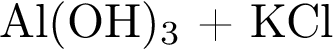 Al(OH)₃ + KCl